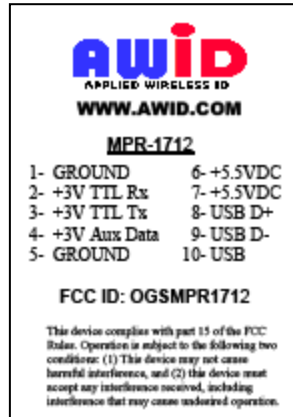 AWiD
APPLIED WIRELESS ID
WWW.AWID.COM
MPR-1712
1- GROUND 6- +5.5VDC
2- +3V TTL Rx 7- +5.5VDC
3- +3V TTL Tx 8- USB D+
4- +3V Aux Data 9- USB D-
5- GROUND 10- USB
FCC ID: OGSMPR1712
This device complies with part 15 of the FCC
Rules. Operation is subject to the following two
conditions: (1) This device may not cause
harmful interference, and (2) this device must
accept any interference received, including
interference that may cause undesired operation.